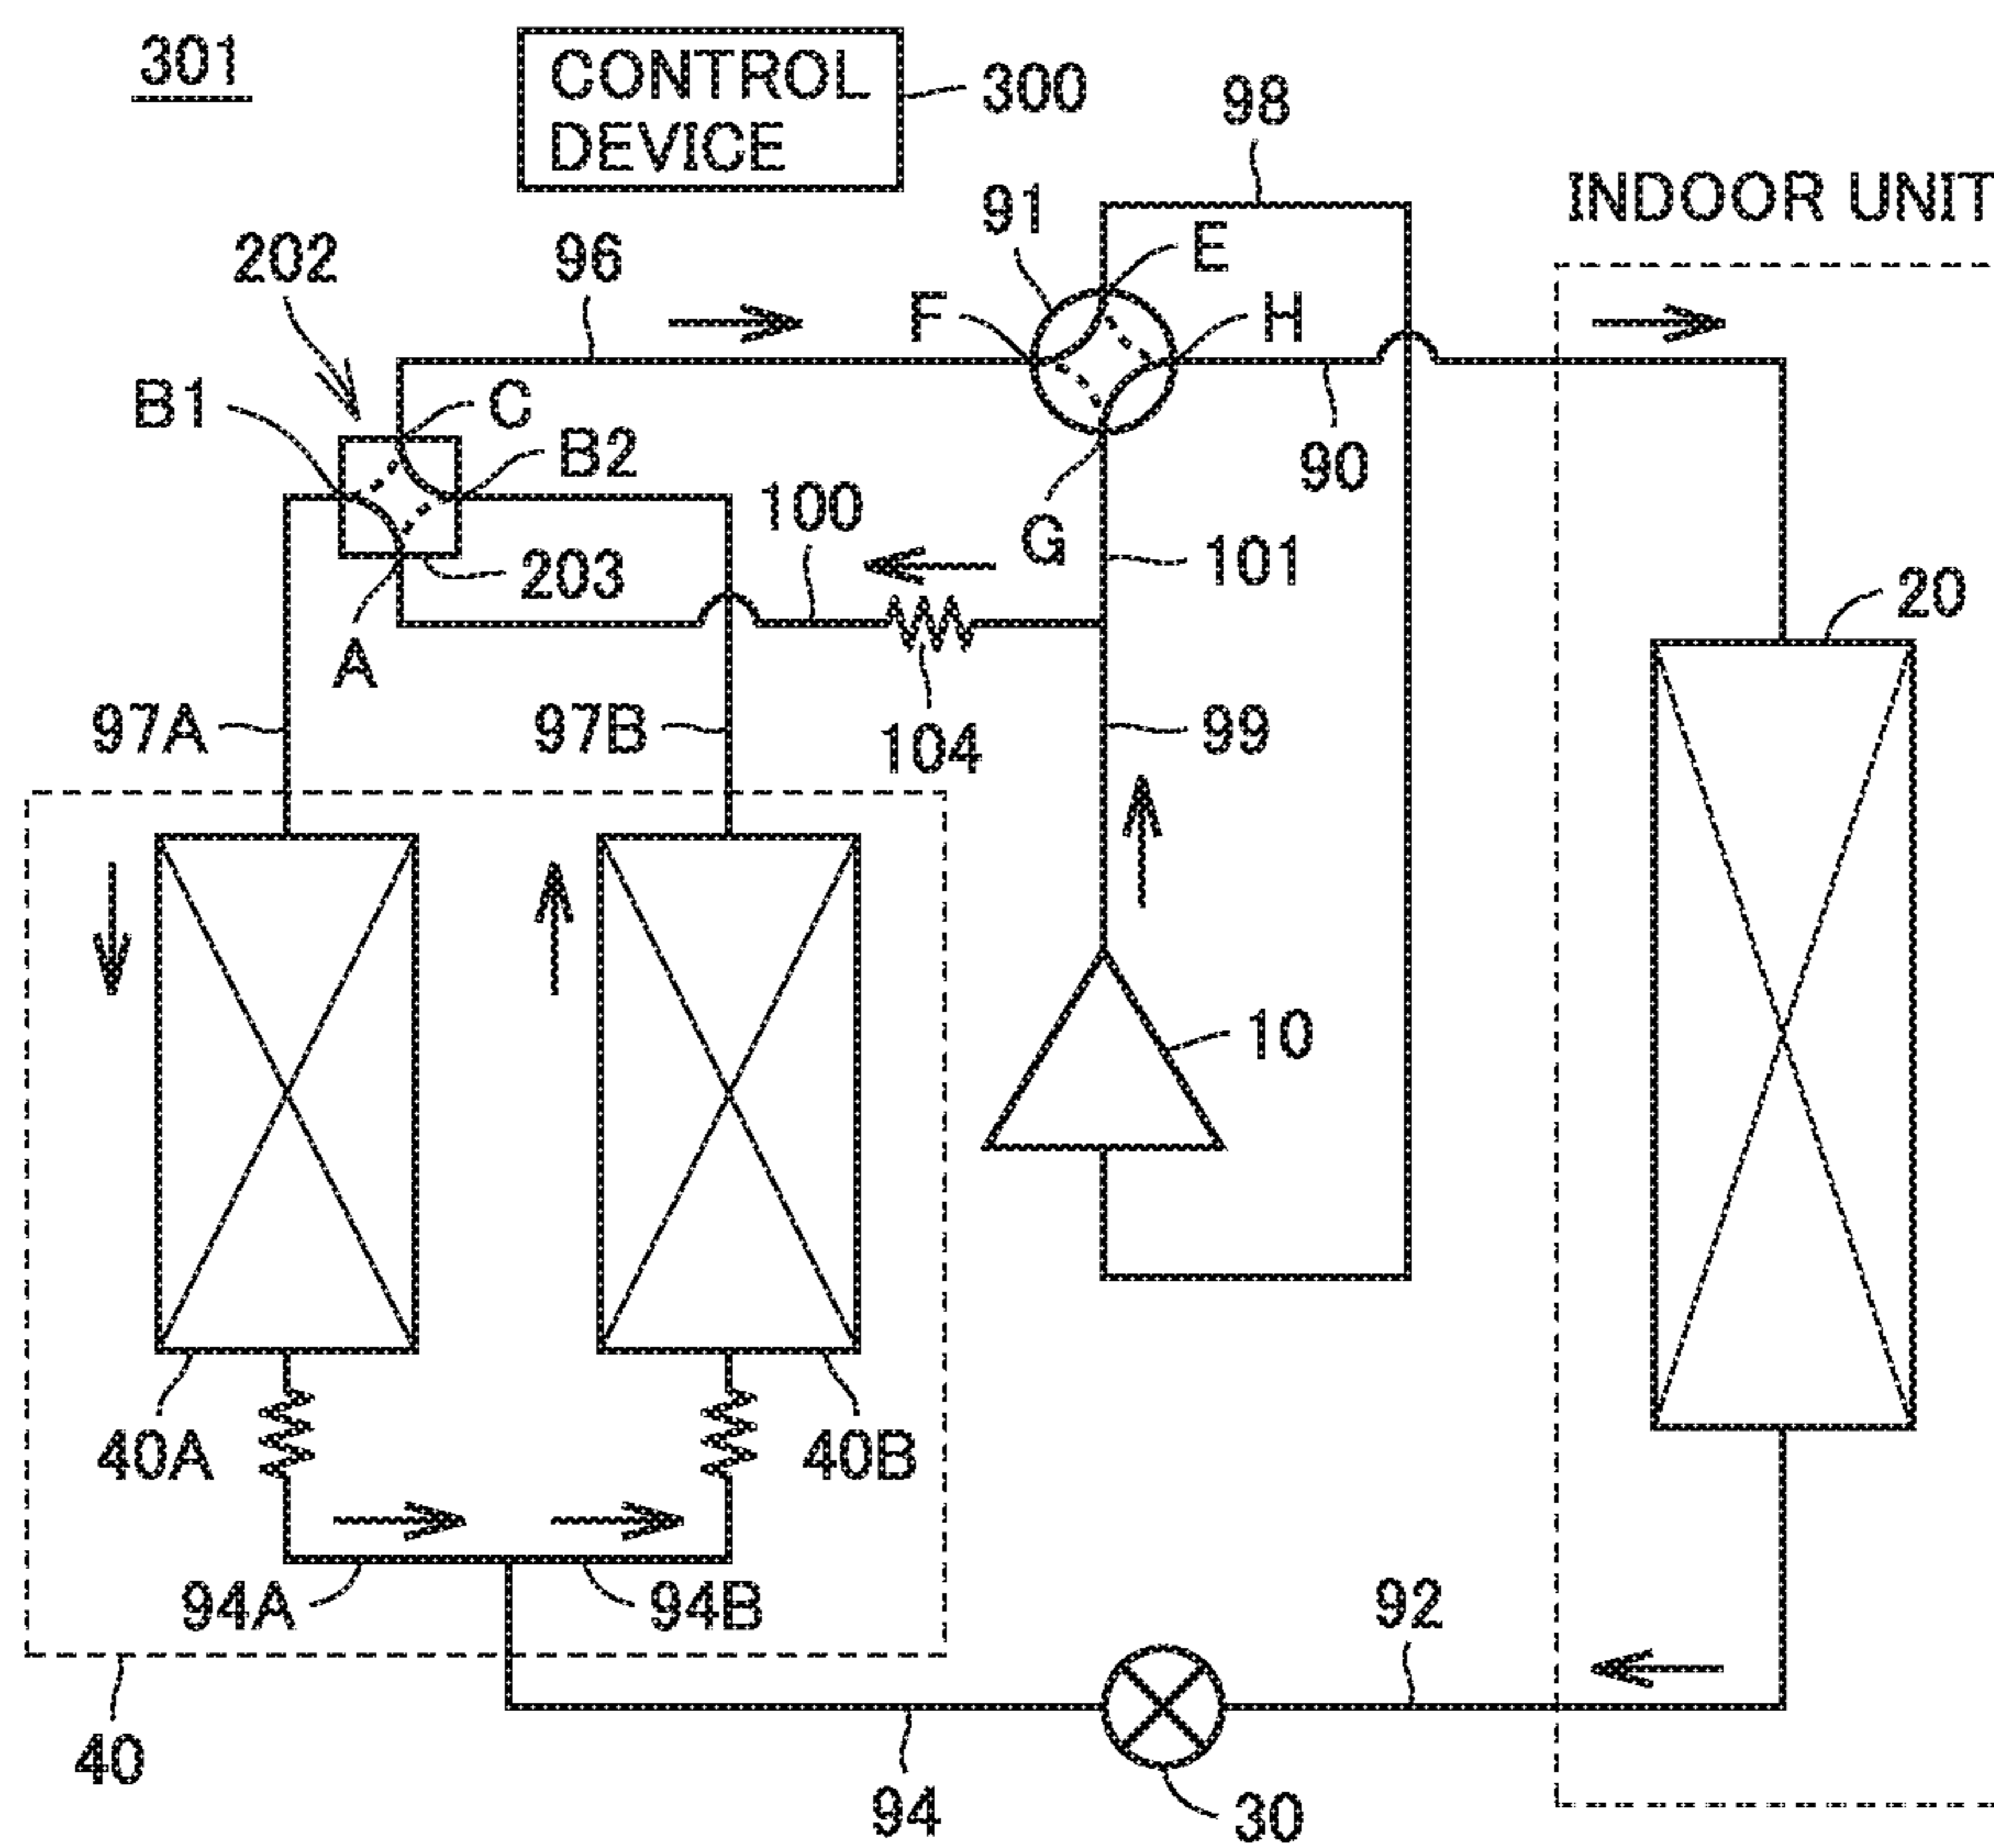 301
CONTROL
DEVICE
300
98
INDOOR UNIT
91
E
202
96
F
H
B1
C
B2
90
100
G
101
203
20
A
97A
97B
104
99
10
40A
40B
94A
94B
92
40
94
30